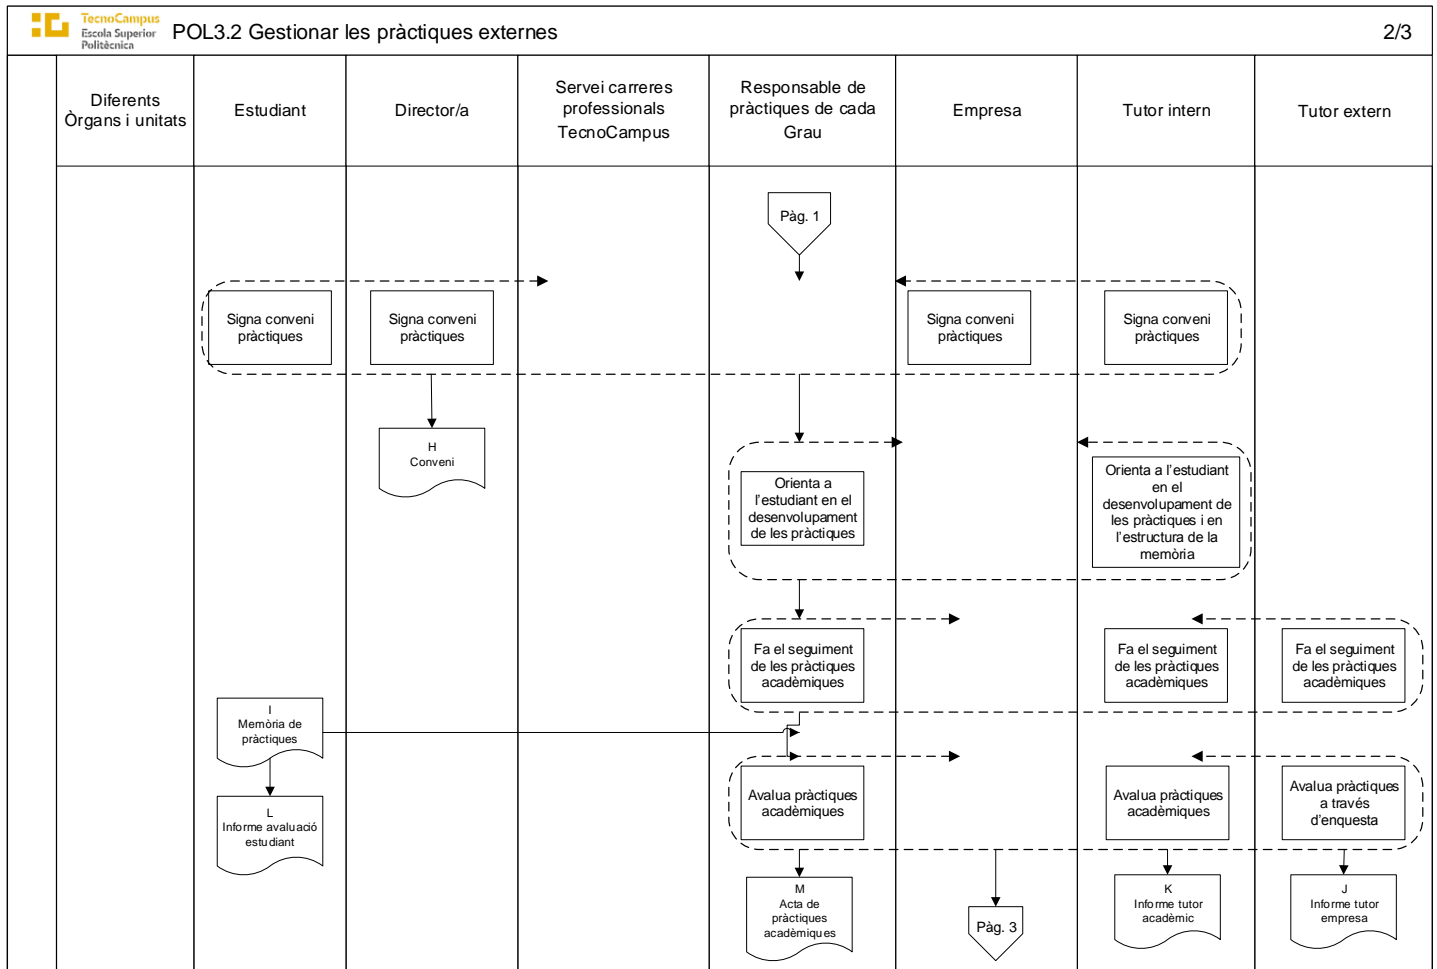 TecnoCampus
Escola Superior
Politècnica
POL3.2 Gestionar les pràctiques externes
2/3
Diferents
Òrgans i unitats
Estudiant
Director/a
Servei carreres
professionals
TecnoCampus
Responsable de
pràctiques de cada
Grau
Empresa
Tutor intern
Tutor extern
Pàg. 1
Signa conveni
pràctiques
Signa conveni
pràctiques
Signa conveni
pràctiques
Signa conveni
pràctiques
H
Conveni
Orienta a
l'estudiant en el
desenvolupament
de les pràctiques
Orienta a l'estudiant
en el
desenvolupament de
les pràctiques i en
l'estructura de la
memòria
Fa el seguiment
de les pràctiques
acadèmiques
Fa el seguiment
de les pràctiques
acadèmiques
Fa el seguiment
de les pràctiques
acadèmiques
I
Memòria de
pràctiques
L
Informe avaluació
estudiant
Avalua pràctiques
acadèmiques
Avalua pràctiques
acadèmiques
Avalua pràctiques
a través
d'enquesta
M
Acta de
pràctiques
acadèmiques
Pàg. 3
K
Informe tutor
acadèmic
J
Informe tutor
empresa